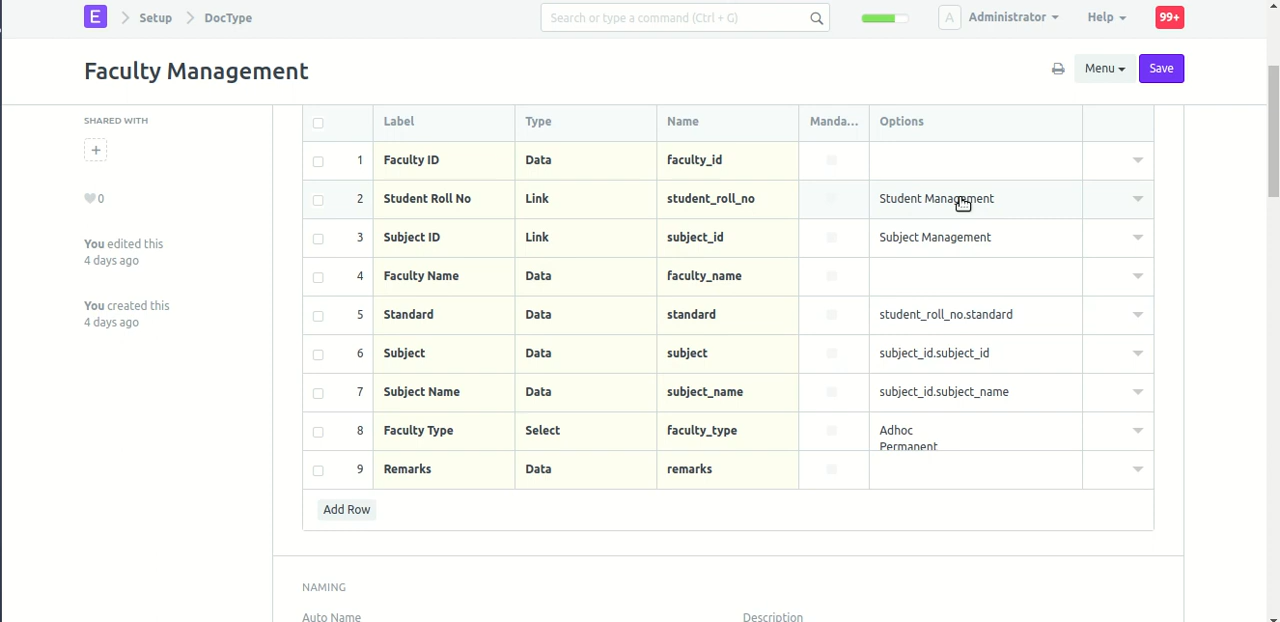 E Setup DocType Search or type a command (Ctrl + G) A Administrator Help 99+
Faculty Management Menu Save
SHARED WITH
+
0
You edited this
4 days ago
You created this
4 days ago
Label Type Name Manda... Options
1 Faculty ID Data faculty_id
2 Student Roll No Link student_roll_no Student Management
3 Subject ID Link subject_id Subject Management
4 Faculty Name Data faculty_name
5 Standard Data standard student_roll_no.standard
6 Subject Data subject subject_id.subject_id
7 Subject Name Data subject_name subject_id.subject_name
8 Faculty Type Select faculty_type Adhoc
Permanent
9 Remarks Data remarks
Add Row
NAMING
Auto Name Description